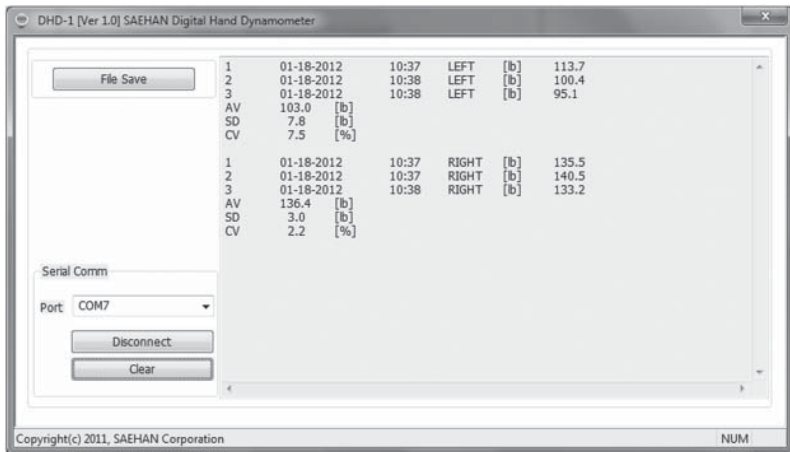 DHD-1 [Ver 1.0] SAEHAN Digital Hand Dynamometer
File Save
1 01-18-2012 10:37 LEFT [lb] 113.7
2 01-18-2012 10:38 LEFT [lb] 100.4
3 01-18-2012 10:38 LEFT [lb] 95.1
AV 103.0 [lb]
SD 7.8 [lb]
CV 7.5 [%]
1 01-18-2012 10:37 RIGHT [lb] 135.5
2 01-18-2012 10:37 RIGHT [lb] 140.5
3 01-18-2012 10:38 RIGHT [lb] 133.2
AV 136.4 [lb]
SD 3.0 [lb]
CV 2.2 [%]
Serial Comm
Port COM7
Disconnect
Clear
Copyright(c) 2011, SAEHAN Corporation NUM